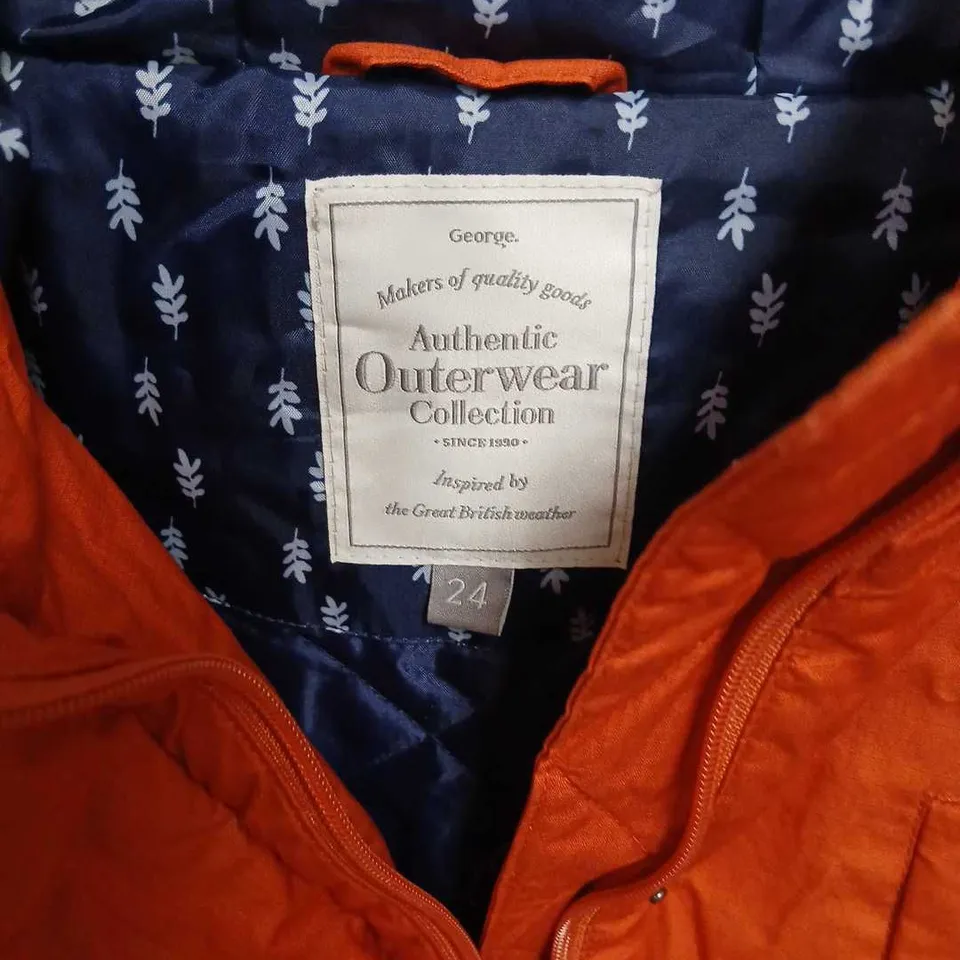 George.
Makers of quality goods
Authentic
Outerwear
Collection
• SINCE 1990 •
Inspired by
the Great British weather
24